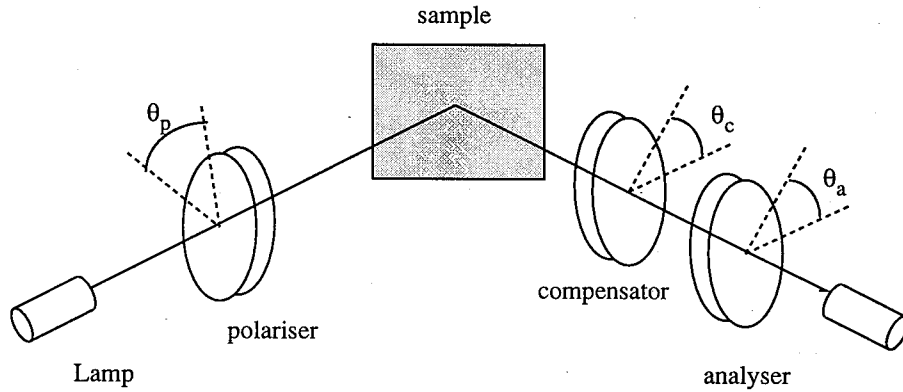 sample
θp
θc
θa
compensator
polariser
Lamp
analyser